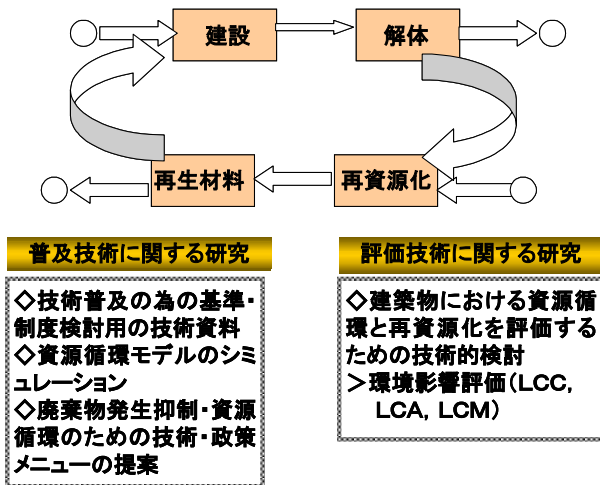 建設
解体
再生材料
再資源化
普及技術に関する研究
◇技術普及の為の基準・
制度検討用の技術資料
◇資源循環モデルのシミ
ュレーション
◇廃棄物発生抑制・資源
循環のための技術・政策
メニューの提案
評価技術に関する研究
◇建築物における資源循
環と再資源化を評価する
ための技術的検討
＞環境影響評価（LCC,
LCA, LCM）